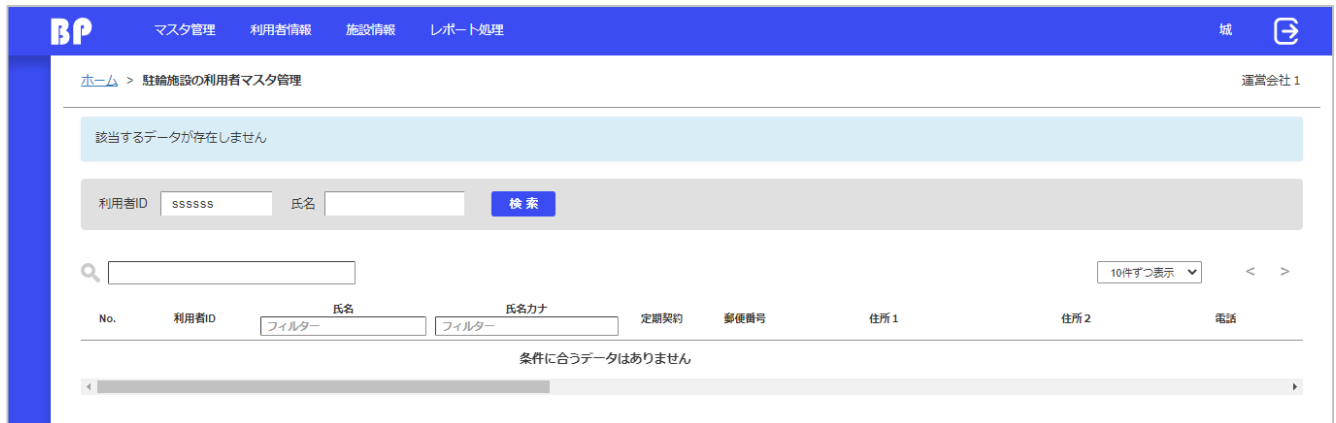 BP マスタ管理 利用者情報 施設情報 レポート処理 城
ホーム > 駐輪施設の利用者マスタ管理 運営会社1
該当するデータが存在しません
利用者ID ssssss 氏名 検索
10件ずつ表示 < >
No. 利用者ID 氏名 氏名カナ 定期契約 郵便番号 住所1 住所2 電話
フィルター フィルター
条件に合うデータはありません